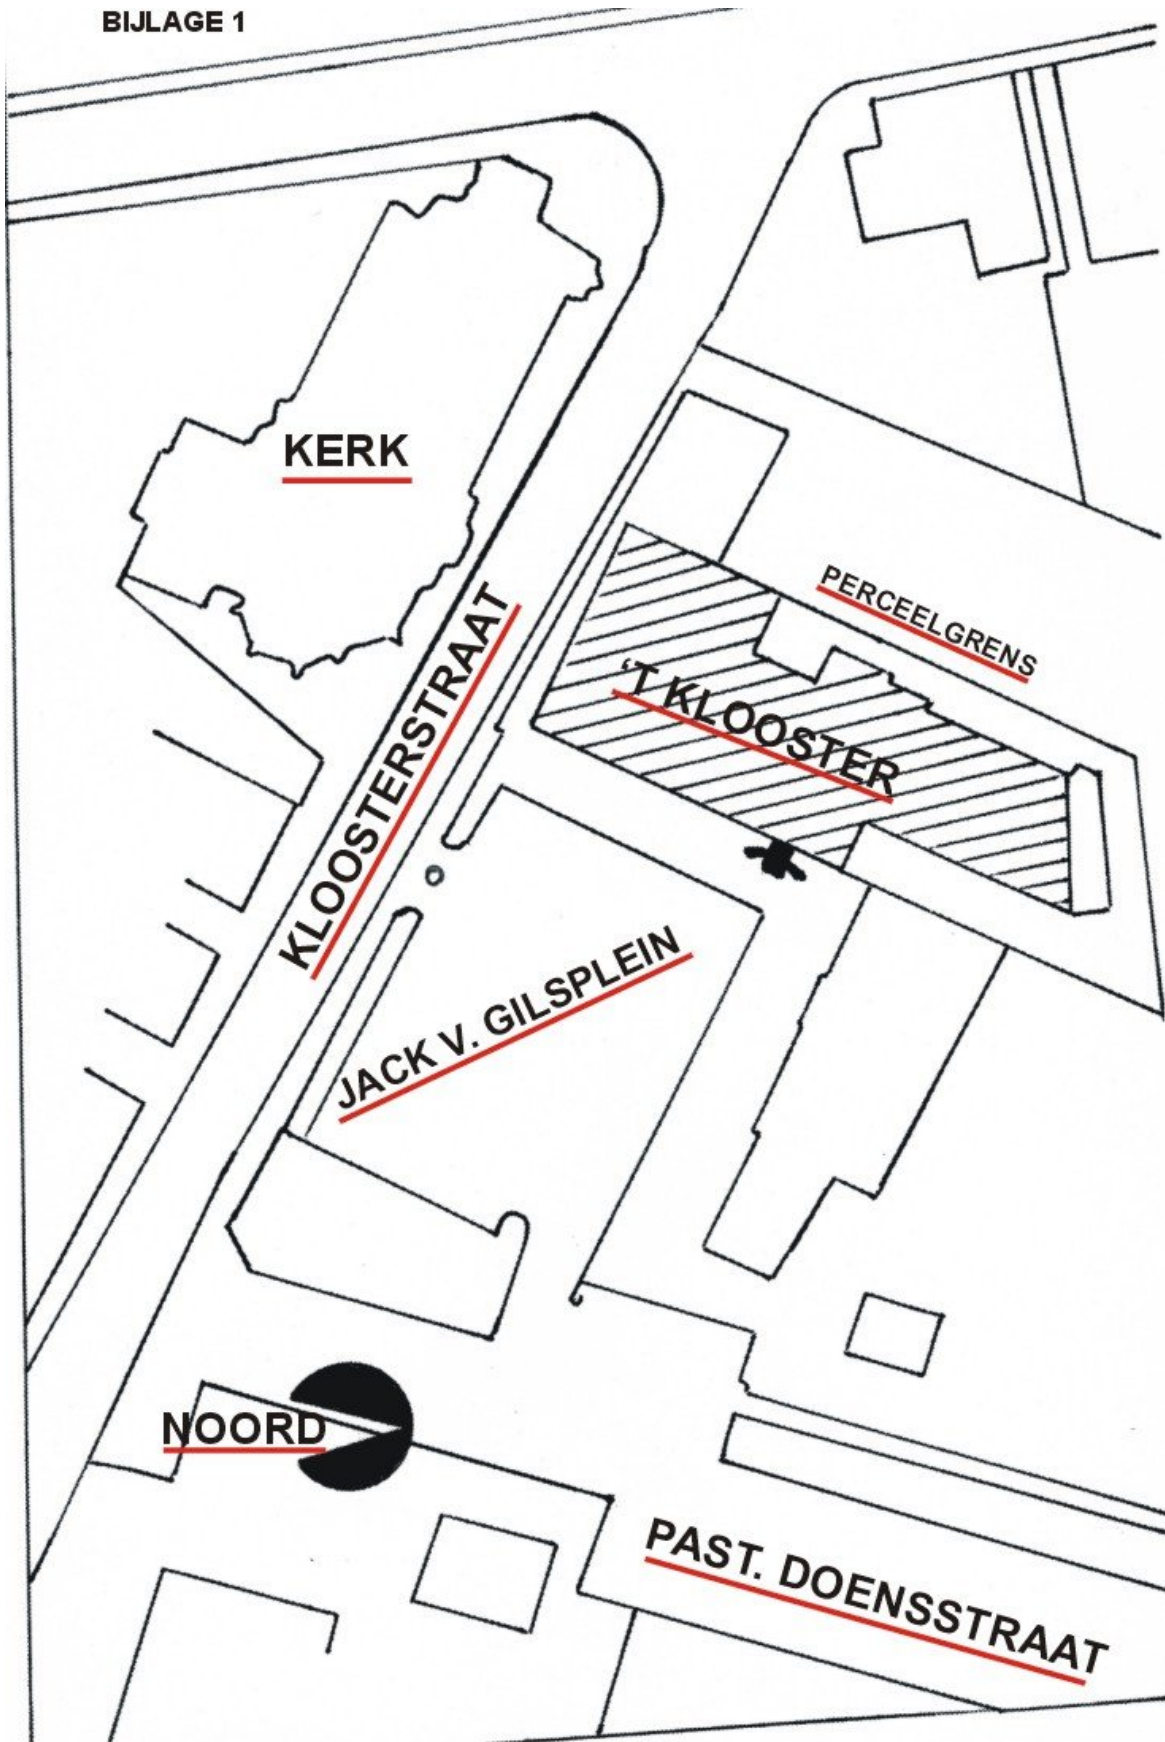 BIJLAGE 1
KERK
PERCEELGRENS
‘T KLOOSTER
KLOOSTERSTRAAT
JACK V. GILSPLEIN
NOORD
PAST. DOENSSTRAAT